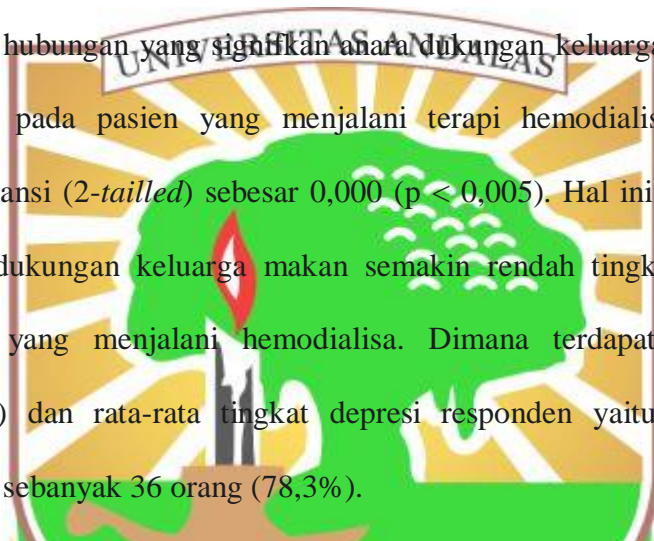 hubungan yang signifkan anara dukungan keluarga
UNIVERSITAS ANDALAS
pada pasien yang menjalani terapi hemodialis
ansi (2-tailled) sebesar 0,000 (p < 0,005). Hal ini
dukungan keluarga makan semakin rendah tingk
yang menjalani hemodialisa. Dimana terdapat
) dan rata-rata tingkat depresi responden yaitu
sebanyak 36 orang (78,3%).